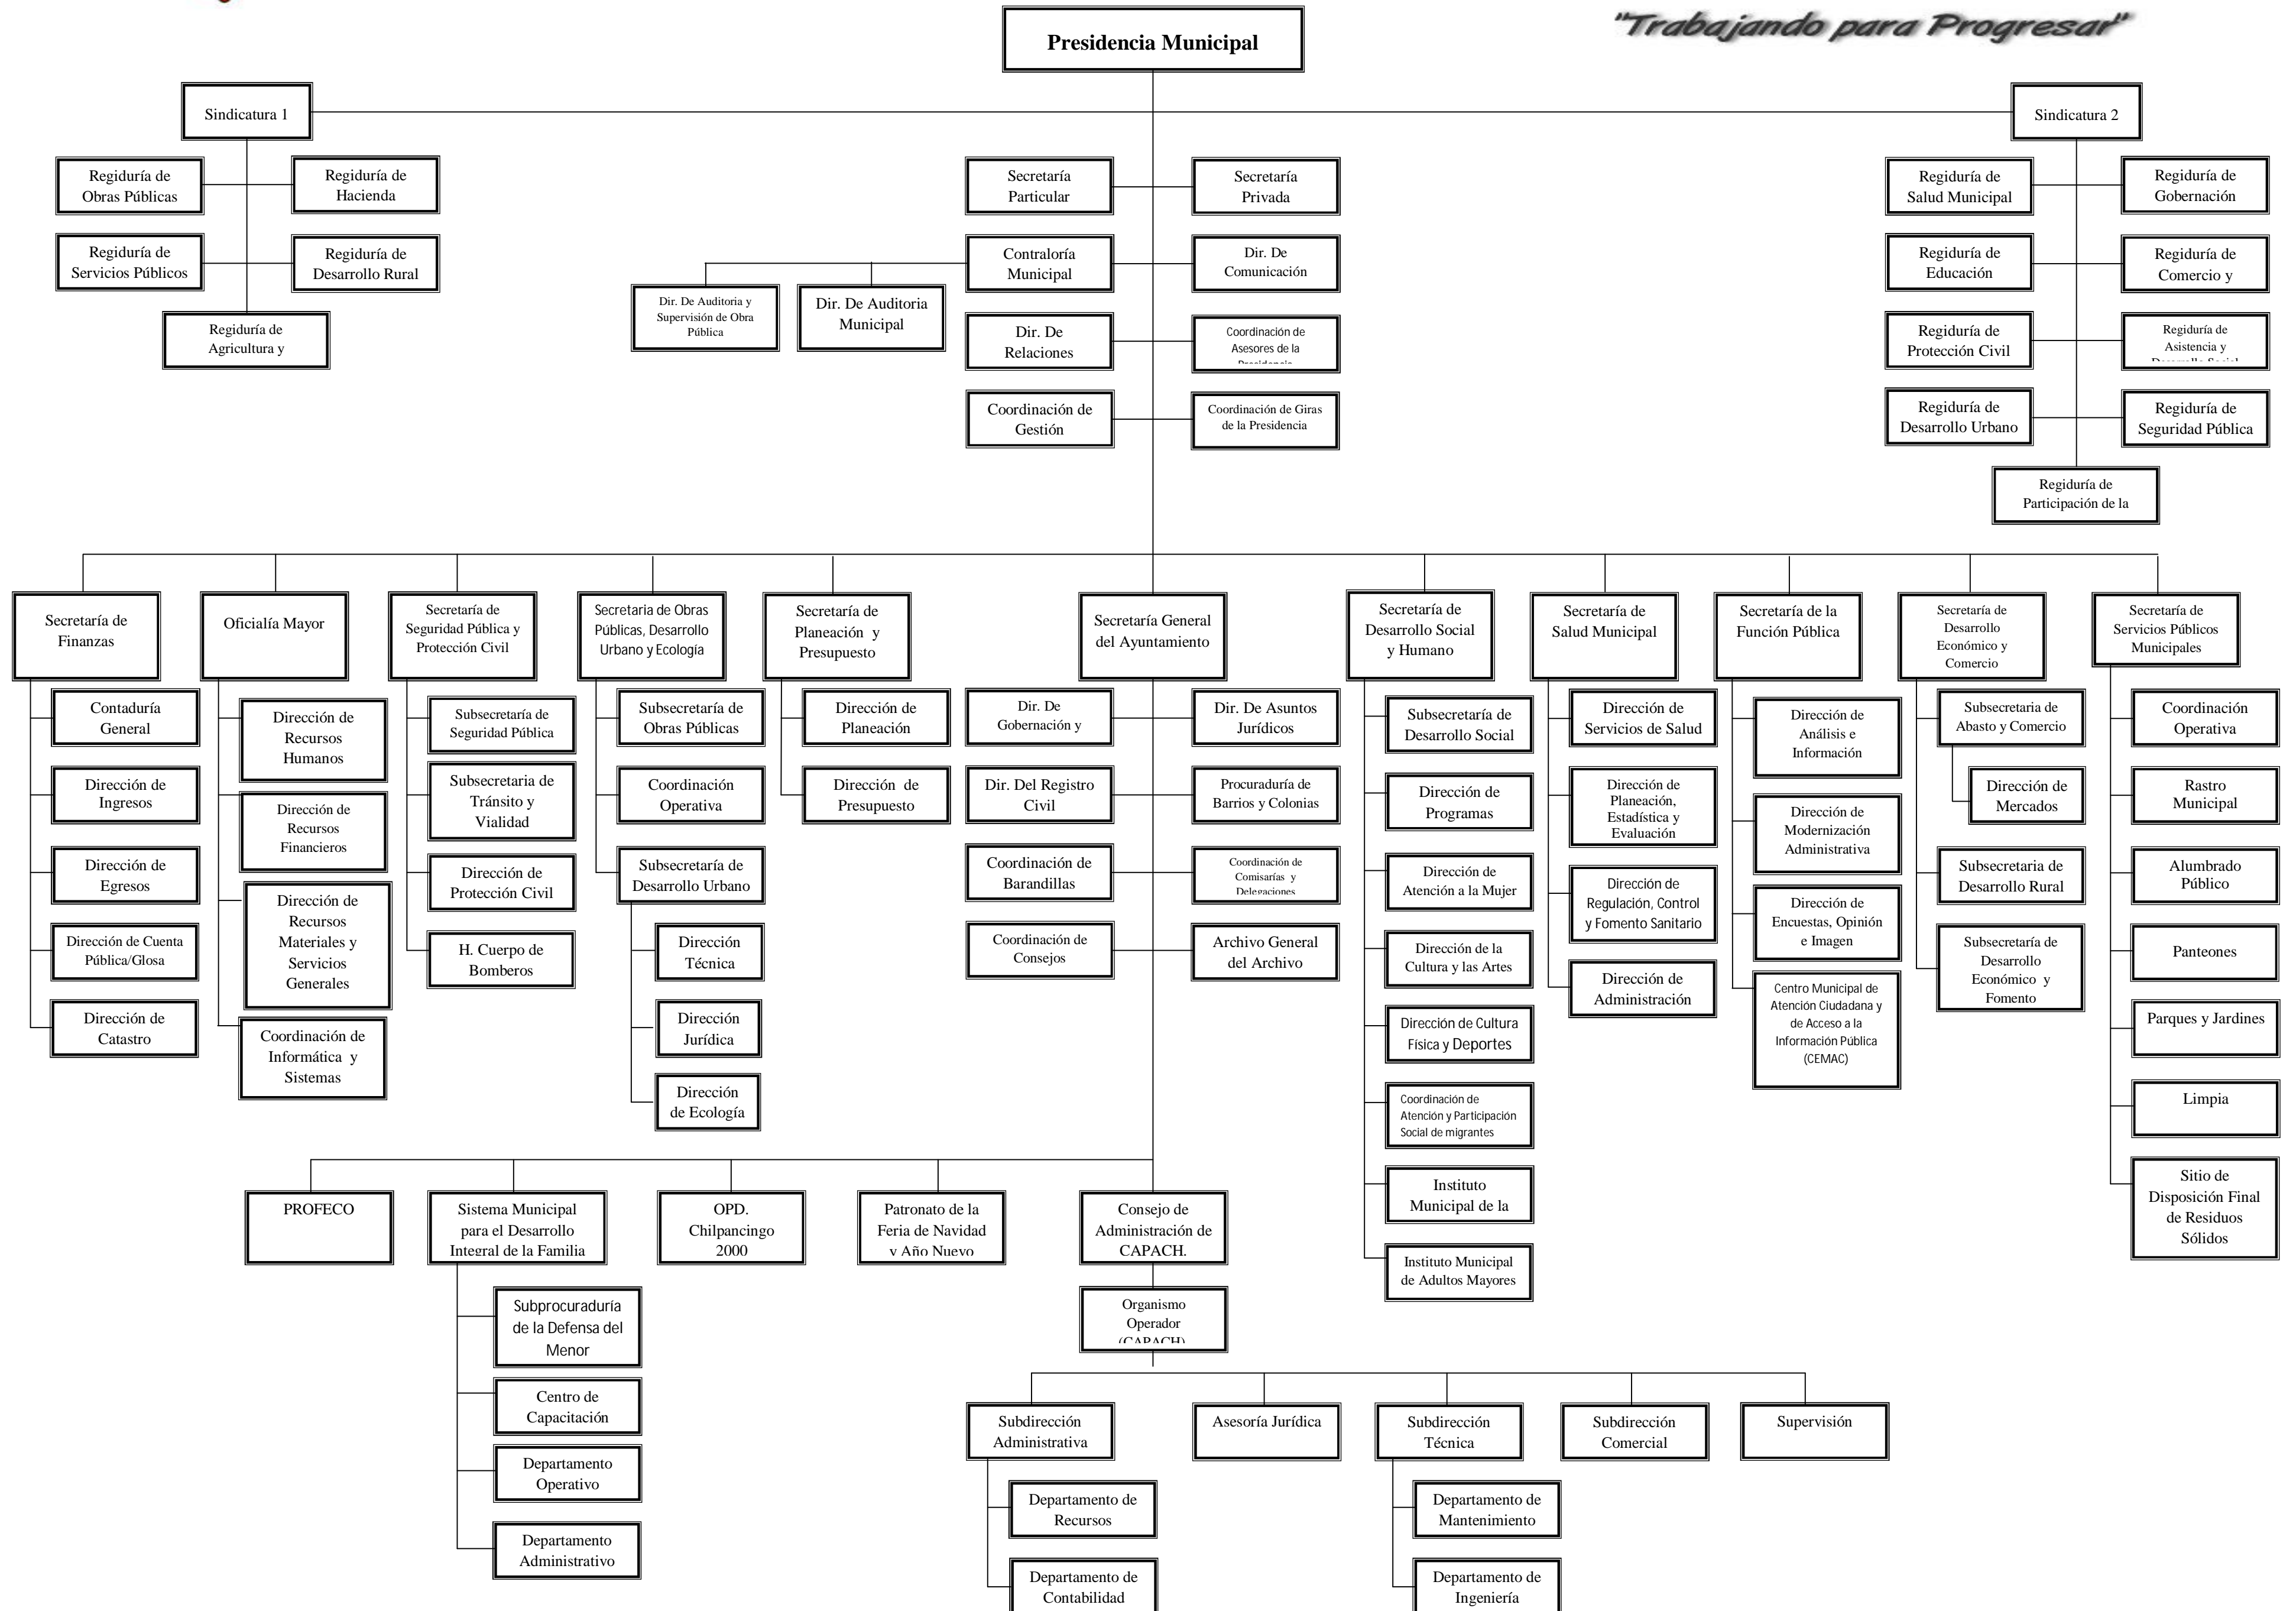 "Trabajando para Progresar"
Presidencia Municipal
Sindicatura 1
Sindicatura 2
Regiduría de
Obras Públicas
Regiduría de
Hacienda
Regiduría de
Servicios Públicos
Regiduría de
Desarrollo Rural
Regiduría de
Agricultura y
Secretaría
Particular
Secretaría
Privada
Contraloría
Municipal
Dir. De
Comunicación
Dir. De Auditoria y
Supervisión de Obra
Pública
Dir. De Auditoria
Municipal
Dir. De
Relaciones
Coordinación de
Asesores de la
Coordinación de
Gestión
Coordinación de Giras
de la Presidencia
Regiduría de
Salud Municipal
Regiduría de
Gobernación
Regiduría de
Educación
Regiduría de
Comercio y
Regiduría de
Protección Civil
Regiduría de
Asistencia y
Regiduría de
Desarrollo Urbano
Regiduría de
Seguridad Pública
Regiduría de
Participación de la
Secretaría de
Finanzas
Contaduría
General
Dirección de
Ingresos
Dirección de
Egresos
Dirección de Cuenta
Pública/Glosa
Dirección de
Catastro
Oficialía Mayor
Dirección de
Recursos
Humanos
Dirección de
Recursos
Financieros
Dirección de
Recursos
Materiales y
Servicios
Generales
Coordinación de
Informática y
Sistemas
Secretaría de
Seguridad Pública y
Protección Civil
Subsecretaría de
Seguridad Pública
Subsecretaria de
Tránsito y
Vialidad
Dirección de
Protección Civil
H. Cuerpo de
Bomberos
Secretaria de Obras
Públicas, Desarrollo
Urbano y Ecología
Subsecretaría de
Obras Públicas
Coordinación
Operativa
Subsecretaría de
Desarrollo Urbano
Dirección
Técnica
Dirección
Jurídica
Dirección
de Ecología
Secretaría de
Planeación y
Presupuesto
Dirección de
Planeación
Dirección de
Presupuesto
Secretaría General
del Ayuntamiento
Dir. De
Gobernación y
Dir. De Asuntos
Jurídicos
Dir. Del Registro
Civil
Procuraduría de
Barrios y Colonias
Coordinación de
Barandillas
Coordinación de
Comisarías y
Delegaciones
Coordinación de
Consejos
Archivo General
del Archivo
Secretaría de
Desarrollo Social
y Humano
Subsecretaría de
Desarrollo Social
Dirección de
Programas
Dirección de
Atención a la Mujer
Dirección de la
Cultura y las Artes
Dirección de Cultura
Física y Deportes
Coordinación de
Atención y Participación
Social de migrantes
Instituto
Municipal de la
Instituto Municipal
de Adultos Mayores
Secretaría de
Salud Municipal
Dirección de
Servicios de Salud
Dirección de
Planeación,
Estadística y
Evaluación
Dirección de
Regulación, Control
y Fomento Sanitario
Dirección de
Administración
Secretaría de la
Función Pública
Dirección de
Análisis e
Información
Dirección de
Modernización
Administrativa
Dirección de
Encuestas, Opinión
e Imagen
Centro Municipal de
Atención Ciudadana y
de Acceso a la
Información Pública
(CEMAC)
Secretaría de
Desarrollo
Económico y
Comercio
Subsecretaria de
Abasto y Comercio
Dirección de
Mercados
Subsecretaria de
Desarrollo Rural
Subsecretaría de
Desarrollo
Económico y
Fomento
Secretaría de
Servicios Públicos
Municipales
Coordinación
Operativa
Rastro
Municipal
Alumbrado
Público
Panteones
Parques y Jardines
Limpia
Sitio de
Disposición Final
de Residuos
Sólidos
PROFECO
Sistema Municipal
para el Desarrollo
Integral de la Familia
Subprocuraduría
de la Defensa del
Menor
Centro de
Capacitación
Departamento
Operativo
Departamento
Administrativo
OPD.
Chilpancingo
2000
Patronato de la
Feria de Navidad
y Año Nuevo
Consejo de
Administración de
CAPACH.
Organismo
Operador
(CAPACH)
Subdirección
Administrativa
Departamento de
Recursos
Departamento de
Contabilidad
Asesoría Jurídica
Subdirección
Técnica
Departamento de
Mantenimiento
Departamento de
Ingeniería
Subdirección
Comercial
Supervisión